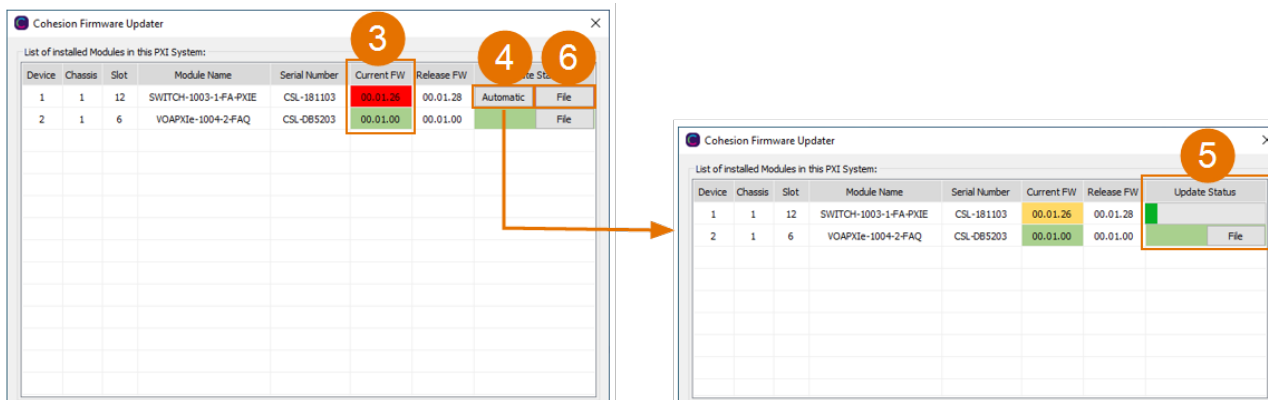 Cohesion Firmware Updater
3
4
6
List of installed Modules in this PXI System:
Device Chassis Slot Module Name Serial Number Current FW Release FW
1 1 12 SWITCH-1003-1-FA-PXIE CSL-181103 00.01.26 00.01.28 Automatic File
2 1 6 VOAPXIe-1004-2-FAQ CSL-DB5203 00.01.00 00.01.00 File
Cohesion Firmware Updater
5
List of installed Modules in this PXI System:
Device Chassis Slot Module Name Serial Number Current FW Release FW Update Status
1 1 12 SWITCH-1003-1-FA-PXIE CSL-181103 00.01.26 00.01.28
2 1 6 VOAPXIe-1004-2-FAQ CSL-DB5203 00.01.00 00.01.00 File